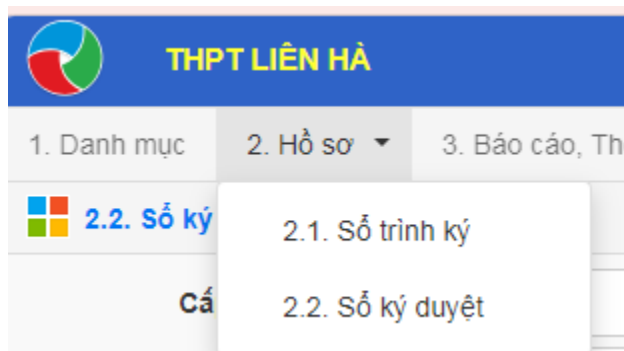 THPT LIÊN HÀ
1. Danh mục 2. Hồ sơ 3. Báo cáo, Th
2.2. Sổ ký
2.1. Sổ trình ký
Cấ
2.2. Sổ ký duyệt